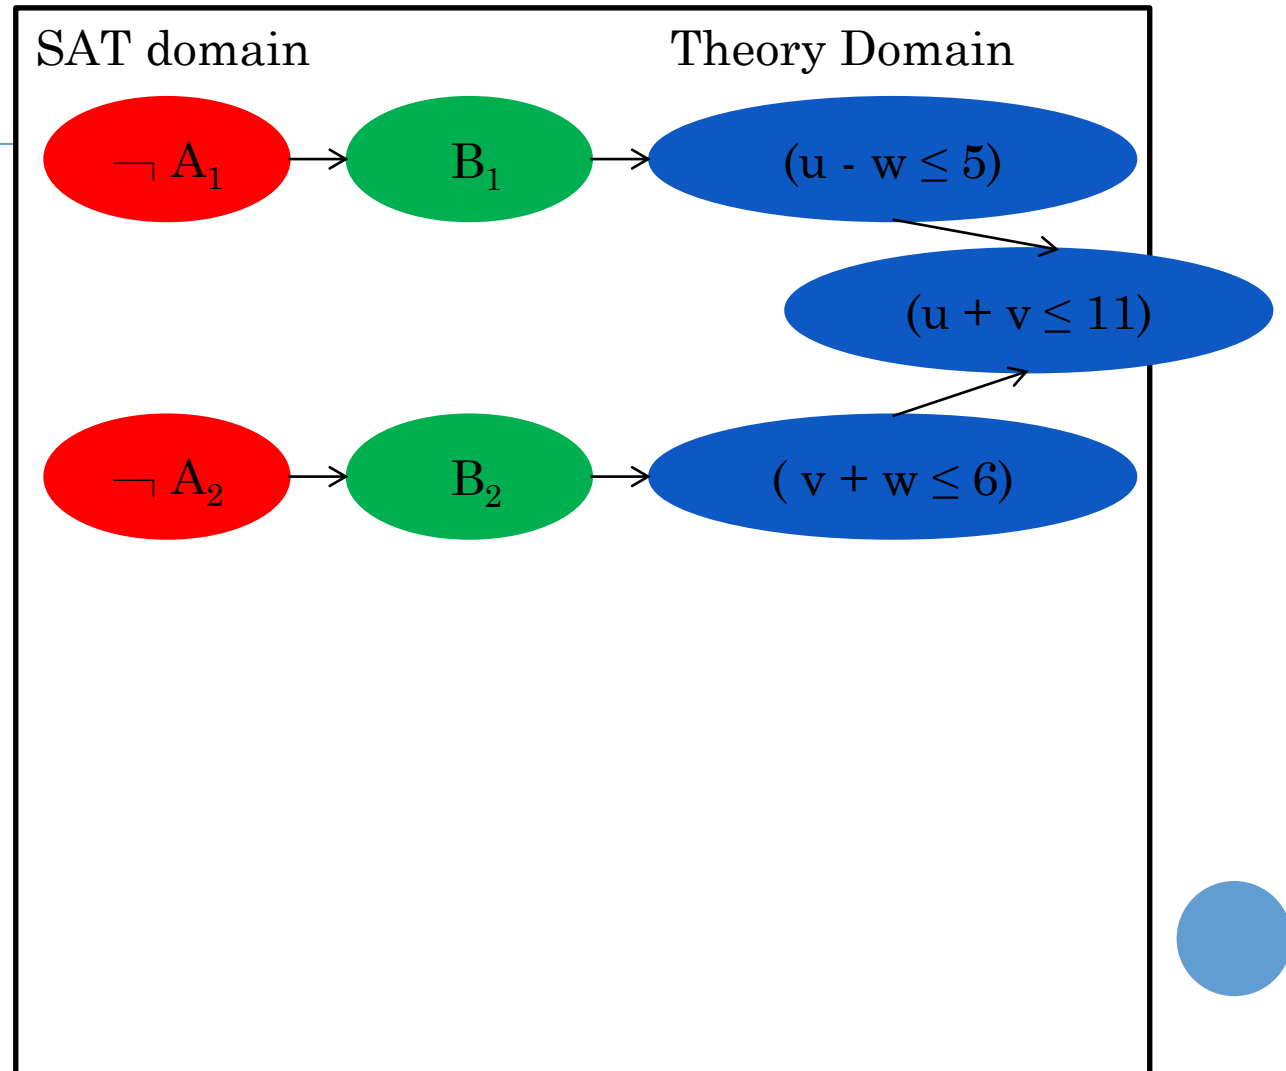 SAT domain Theory Domain
¬ A₁ B₁ (u - w ≤ 5)
(u + v ≤ 11)
¬ A₂ B₂ ( v + w ≤ 6)